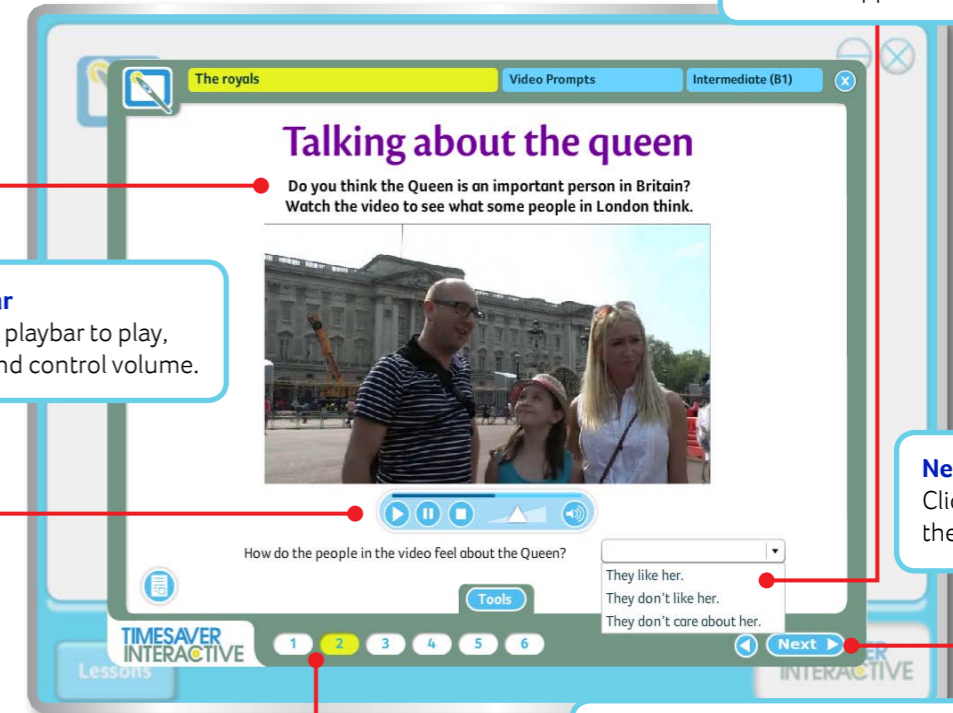 The royals
Video Prompts
Intermediate (B1)
X
Talking about the queen
Do you think the Queen is an important person in Britain?
Watch the video to see what some people in London think.
playbar to play,
control volume.
Clic
the
How do the people in the video feel about the Queen?
They like her.
They don't like her.
They don't care about her.
Tools
TIMESAVER
INTERACTIVE
1 2 3 4 5 6
Next
Lessons
INTERACTIVE